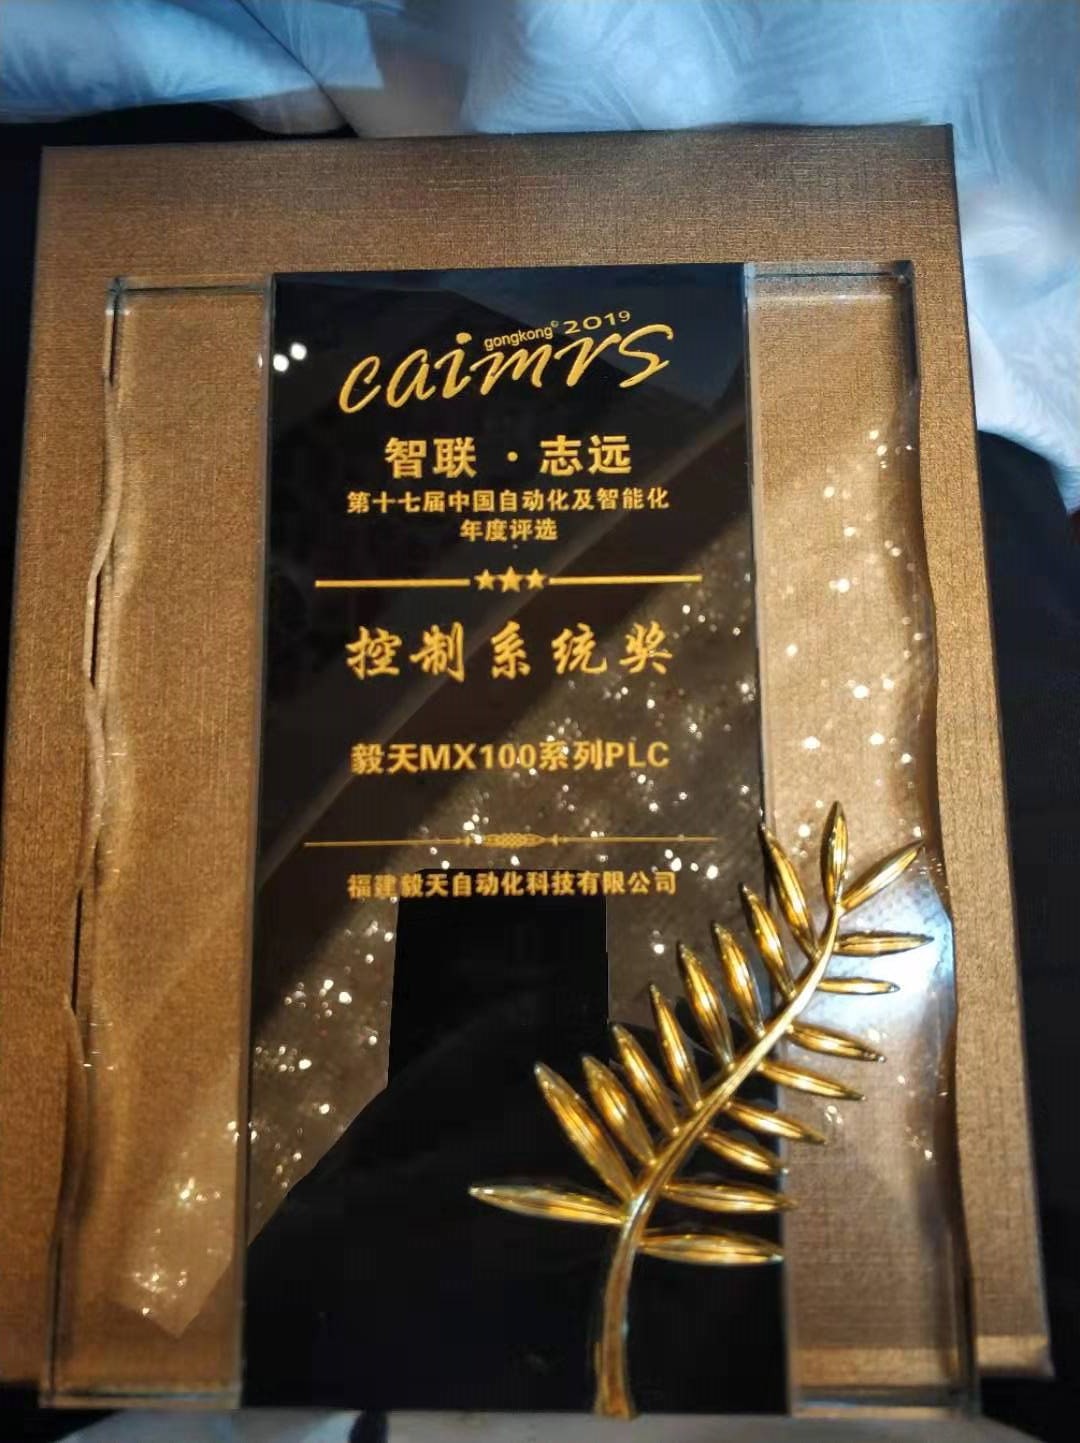 gongkong© 2019
caimrs
智联·志远
第十七届中国自动化及智能化
年度评选
控制系统奖
毅天MX100系列PLC
福建毅天自动化科技有限公司